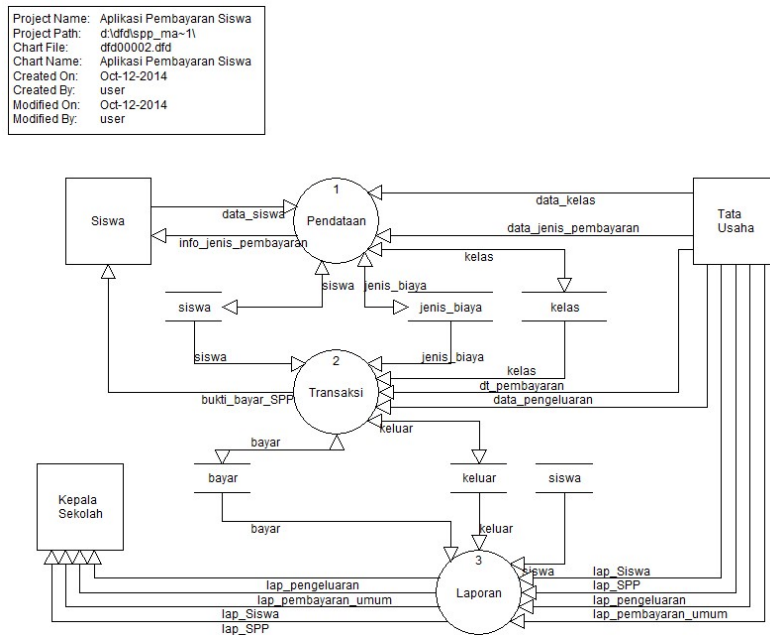 Project Name: Aplikasi Pembayaran Siswa
Project Path: d:\dfd\spp_ma~1\
Chart File: dfd00002.dfd
Chart Name: Aplikasi Pembayaran Siswa
Created On: Oct-12-2014
Created By: user
Modified On: Oct-12-2014
Modified By: user
1
Pendataan
Siswa
Tata
Usaha
data_siswa
info_jenis_pembayaran
data_kelas
data_jenis_pembayaran
kelas
siswa
jenis_biaya
siswa
jenis_biaya
kelas
siswa
jenis_biaya
kelas
2
Transaksi
dt_pembayaran
data_pengeluaran
bukti_bayar_SPP
keluar
bayar
bayar
keluar
siswa
Kepala
Sekolah
bayar
keluar
3
Laporan
siswa
lap_Siswa
lap_SPP
lap_pengeluaran
lap_pembayaran_umum
lap_pengeluaran
lap_pembayaran_umum
lap_Siswa
lap_SPP